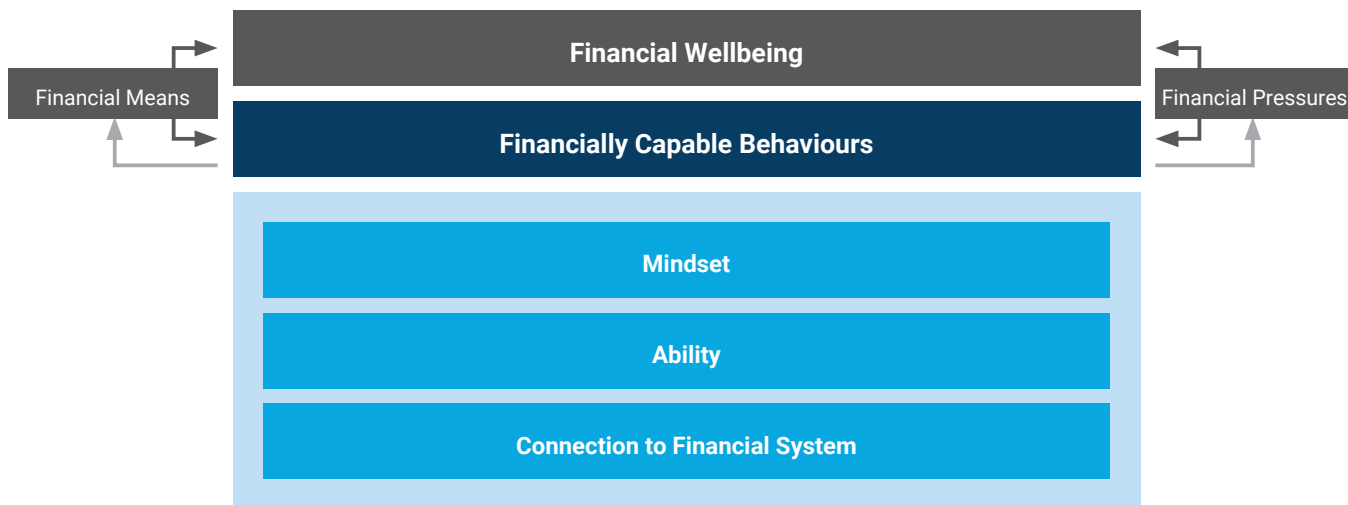 Financial Wellbeing
Financial Means
Financial Pressures
Financially Capable Behaviours
Mindset
Ability
Connection to Financial System